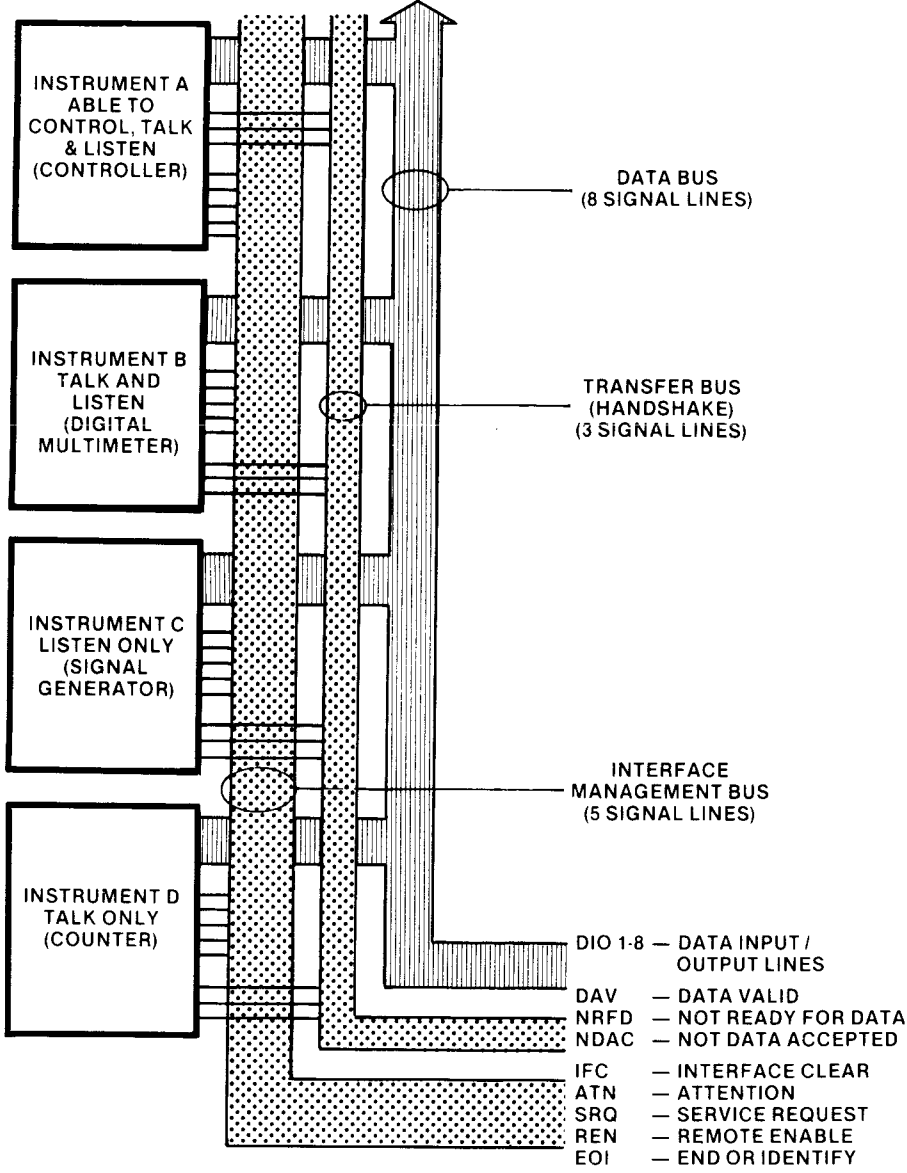 INSTRUMENT A
ABLE TO
CONTROL, TALK
& LISTEN
(CONTROLLER)
DATA BUS
(8 SIGNAL LINES)
INSTRUMENT B
TALK AND
LISTEN
(DIGITAL
MULTIMETER)
TRANSFER BUS
(HANDSHAKE)
(3 SIGNAL LINES)
INSTRUMENT C
LISTEN ONLY
(SIGNAL
GENERATOR)
INTERFACE
MANAGEMENT BUS
(5 SIGNAL LINES)
INSTRUMENT D
TALK ONLY
(COUNTER)
DIO 1-8 — DATA INPUT /
OUTPUT LINES
DAV — DATA VALID
NRFD — NOT READY FOR DATA
NDAC — NOT DATA ACCEPTED
IFC — INTERFACE CLEAR
ATN — ATTENTION
SRQ — SERVICE REQUEST
REN — REMOTE ENABLE
EOI — END OR IDENTIFY